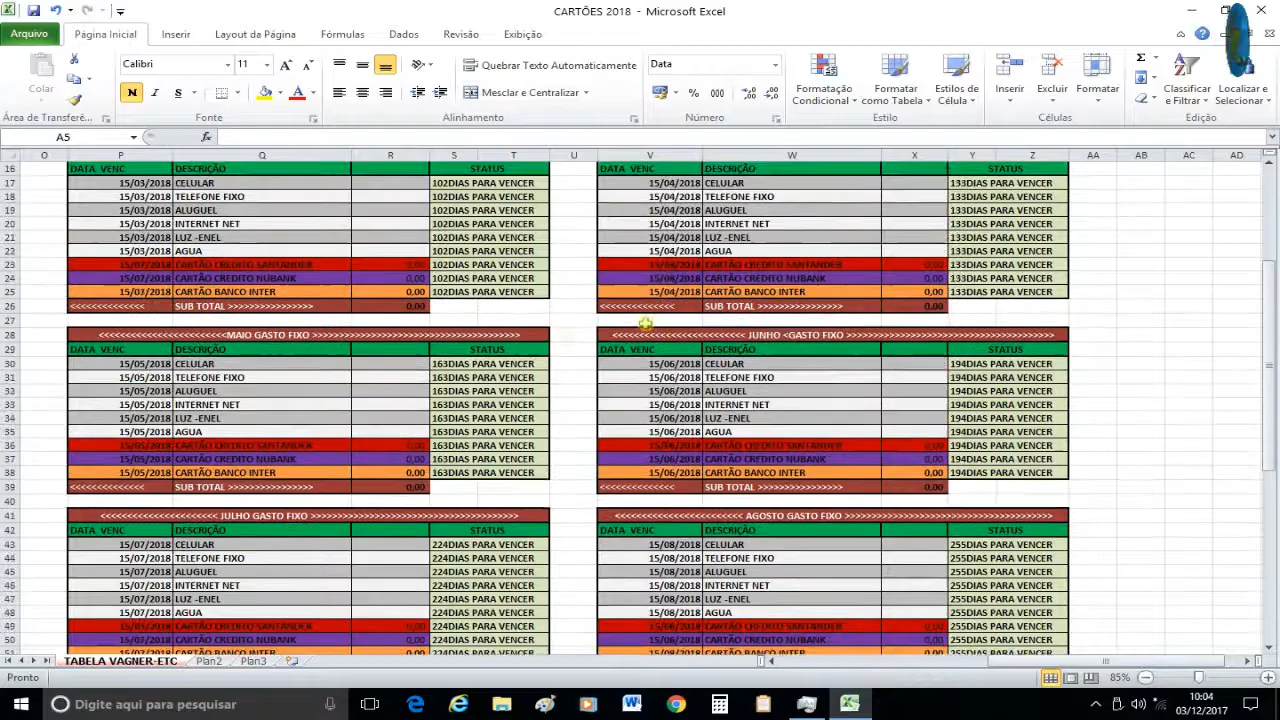 CARTÕES 2018 - Microsoft Excel
Arquivo Página Inicial Inserir Layout da Página Fórmulas Dados Revisão Exibição
Colar Calibri 11 Quebrar Texto Automaticamente Data
N I S Mesclar e Centralizar % 000
Formatação Condicional Formatar como Tabela Estilos de Célula Inserir Excluir Formatar Classificar e Filtrar Localizar e Selecionar
Área de Transferê... Fonte Alinhamento Número Estilo Células Edição
A5 fx
O P Q R S T U V W X Y Z AA AB AC AD
16 DATA VENC DESCRIÇÃO STATUS DATA VENC DESCRIÇÃO STATUS
17 15/03/2018 CELULAR 102DIAS PARA VENCER 15/04/2018 CELULAR 133DIAS PARA VENCER
18 15/03/2018 TELEFONE FIXO 102DIAS PARA VENCER 15/04/2018 TELEFONE FIXO 133DIAS PARA VENCER
19 15/03/2018 ALUGUEL 102DIAS PARA VENCER 15/04/2018 ALUGUEL 133DIAS PARA VENCER
20 15/03/2018 INTERNET NET 102DIAS PARA VENCER 15/04/2018 INTERNET NET 133DIAS PARA VENCER
21 15/03/2018 LUZ -ENEL 102DIAS PARA VENCER 15/04/2018 LUZ -ENEL 133DIAS PARA VENCER
22 15/03/2018 AGUA 102DIAS PARA VENCER 15/04/2018 AGUA 133DIAS PARA VENCER
23 15/07/2018 CARTÃO CREDITO SANTANDER 0,00 102DIAS PARA VENCER CARTÃO CREDITO SANTANDER 0,00 133DIAS PARA VENCER
24 15/07/2018 CARTÃO CREDITO NUBANK 0,00 102DIAS PARA VENCER 15/08/2018 CARTÃO CREDITO NUBANK 0,00 133DIAS PARA VENCER
25 15/03/2018 CARTÃO BANCO INTER 0,00 102DIAS PARA VENCER 15/04/2018 CARTÃO BANCO INTER 0,00 133DIAS PARA VENCER
26 <<<<<<<<<<<<<< SUB TOTAL >>>>>>>>>>>>>>>> 0,00 <<<<<<<<<<<<<< SUB TOTAL >>>>>>>>>>>>>>>> 0,00
27
28 <<<<<<<<<<<<<<<<<<<<<<<<MAIO GASTO FIXO >>>>>>>>>>>>>>>>>>>>>>>>>>>>>>>>>>>>>>> <<<<<<<<<<<<<<<<<<<<<<<<<< JUNHO <GASTO FIXO >>>>>>>>>>>>>>>>>>>>>>>>>>>>>>>>>>>>>>>
29 DATA VENC DESCRIÇÃO STATUS DATA VENC DESCRIÇÃO STATUS
30 15/05/2018 CELULAR 163DIAS PARA VENCER 15/06/2018 CELULAR 194DIAS PARA VENCER
31 15/05/2018 TELEFONE FIXO 163DIAS PARA VENCER 15/06/2018 TELEFONE FIXO 194DIAS PARA VENCER
32 15/05/2018 ALUGUEL 163DIAS PARA VENCER 15/06/2018 ALUGUEL 194DIAS PARA VENCER
33 15/05/2018 INTERNET NET 163DIAS PARA VENCER 15/06/2018 INTERNET NET 194DIAS PARA VENCER
34 15/05/2018 LUZ -ENEL 163DIAS PARA VENCER 15/06/2018 LUZ -ENEL 194DIAS PARA VENCER
35 15/05/2018 AGUA 163DIAS PARA VENCER 15/06/2018 AGUA 194DIAS PARA VENCER
36 15/05/2018 CARTÃO CREDITO SANTANDER 0,00 163DIAS PARA VENCER 15/06/2018 CARTÃO CREDITO SANTANDER 0,00 194DIAS PARA VENCER
37 15/05/2018 CARTÃO CREDITO NUBANK 0,00 163DIAS PARA VENCER 15/06/2018 CARTÃO CREDITO NUBANK 0,00 194DIAS PARA VENCER
38 15/05/2018 CARTÃO BANCO INTER 0,00 163DIAS PARA VENCER 15/06/2018 CARTÃO BANCO INTER 0,00 194DIAS PARA VENCER
39 <<<<<<<<<<<<<< SUB TOTAL >>>>>>>>>>>>>>>> 0,00 <<<<<<<<<<<<<< SUB TOTAL >>>>>>>>>>>>>>>> 0,00
40
41 <<<<<<<<<<<<<<<<<<<<<< JULHO GASTO FIXO >>>>>>>>>>>>>>>>>>>>>>>>>>>>>>>>>>>>>>> <<<<<<<<<<<<<<<<<<<<<<<<< AGOSTO GASTO FIXO >>>>>>>>>>>>>>>>>>>>>>>>>>>>>>>>>>>>>>>
42 DATA VENC DESCRIÇÃO STATUS DATA VENC DESCRIÇÃO STATUS
43 15/07/2018 CELULAR 224DIAS PARA VENCER 15/08/2018 CELULAR 255DIAS PARA VENCER
44 15/07/2018 TELEFONE FIXO 224DIAS PARA VENCER 15/08/2018 TELEFONE FIXO 255DIAS PARA VENCER
45 15/07/2018 ALUGUEL 224DIAS PARA VENCER 15/08/2018 ALUGUEL 255DIAS PARA VENCER
46 15/07/2018 INTERNET NET 224DIAS PARA VENCER 15/08/2018 INTERNET NET 255DIAS PARA VENCER
47 15/07/2018 LUZ -ENEL 224DIAS PARA VENCER 15/08/2018 LUZ -ENEL 255DIAS PARA VENCER
48 15/07/2018 AGUA 224DIAS PARA VENCER 15/08/2018 AGUA 255DIAS PARA VENCER
49 CARTÃO CREDITO SANTANDER 0,00 224DIAS PARA VENCER CARTÃO CREDITO SANTANDER 0,00 255DIAS PARA VENCER
50 15/07/2018 CARTÃO CREDITO NUBANK 0,00 224DIAS PARA VENCER CARTÃO CREDITO NUBANK 0,00 255DIAS PARA VENCER
51 15/07/2018 CARTÃO BANCO INTER 0,00 224DIAS PARA VENCER 15/08/2018 CARTÃO BANCO INTER 0,00 255DIAS PARA VENCER
TABELA VAGNER-ETC Plan2 Plan3
Pronto 85%
Digite aqui para pesquisar 10:04
03/12/2017